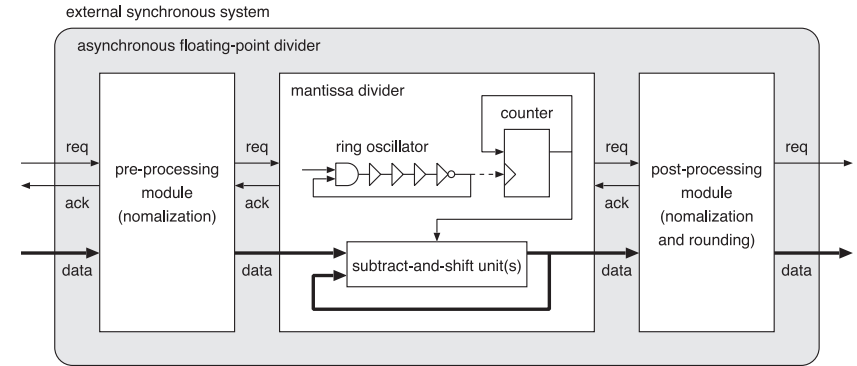 external synchronous system
asynchronous floating-point divider
mantissa divider
counter
ring oscillator
req
req
req
req
pre-processing
module
(nomalization)
post-processing
module
(nomalization
and rounding)
ack
ack
ack
subtract-and-shift unit(s)
data
data
data
data